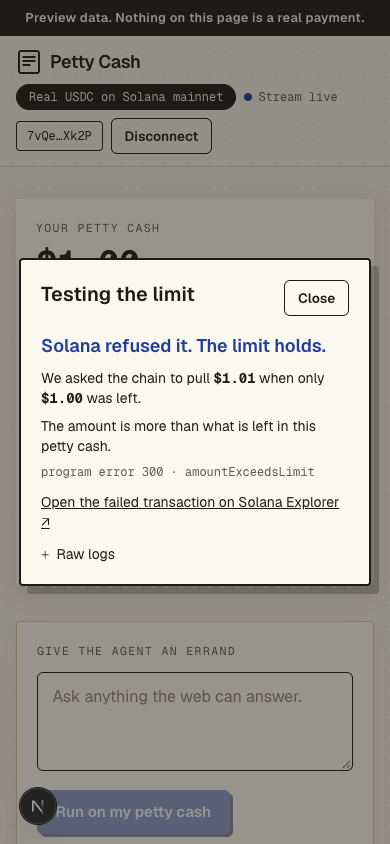 Preview data. Nothing on this page is a real payment.
Petty Cash
Real USDC on Solana mainnet
Stream live
7vQe…Xk2P
Disconnect
YOUR PETTY CASH
$1.00
Testing the limit
Close
Solana refused it. The limit holds.
We asked the chain to pull $1.01 when only
$1.00 was left.
The amount is more than what is left in this
petty cash.
program error 300 · amountExceedsLimit
Open the failed transaction on Solana Explorer
↗
+ Raw logs
GIVE THE AGENT AN ERRAND
Ask anything the web can answer.
N
Run on my petty cash